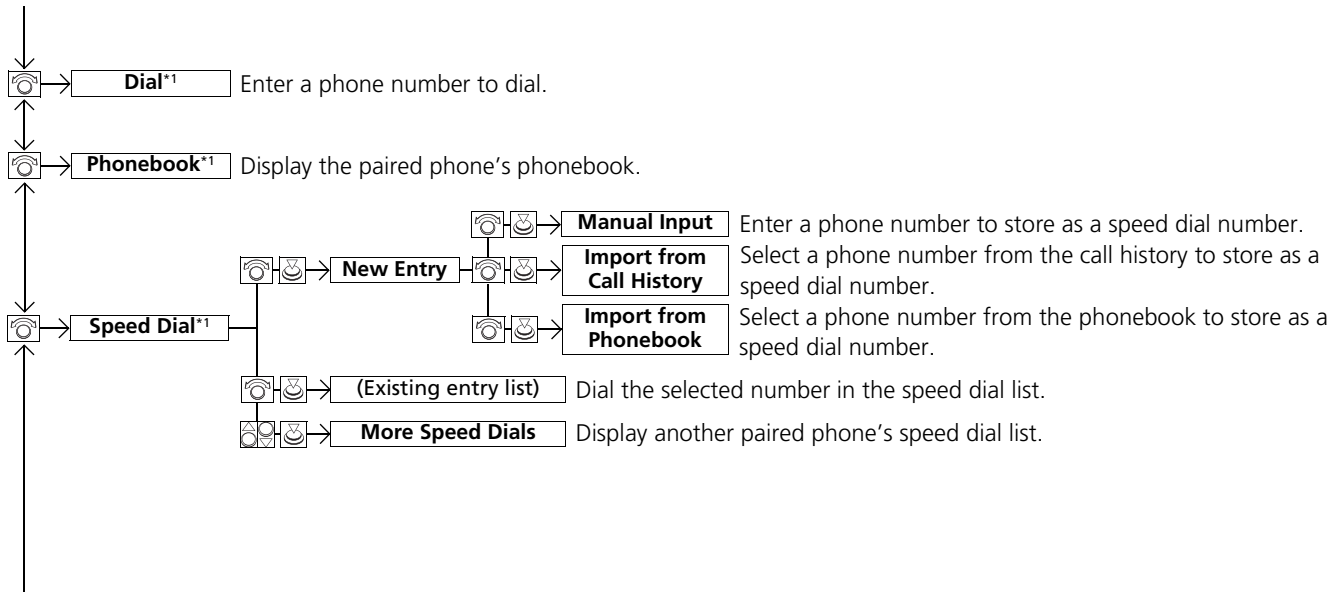 Dial*1 Enter a phone number to dial.
Phonebook*1 Display the paired phone’s phonebook.
Manual Input Enter a phone number to store as a speed dial number.
New Entry
Import from
Call History
Select a phone number from the call history to store as a
speed dial number.
Speed Dial*1
Import from
Phonebook
Select a phone number from the phonebook to store as a
speed dial number.
(Existing entry list) Dial the selected number in the speed dial list.
More Speed Dials Display another paired phone’s speed dial list.